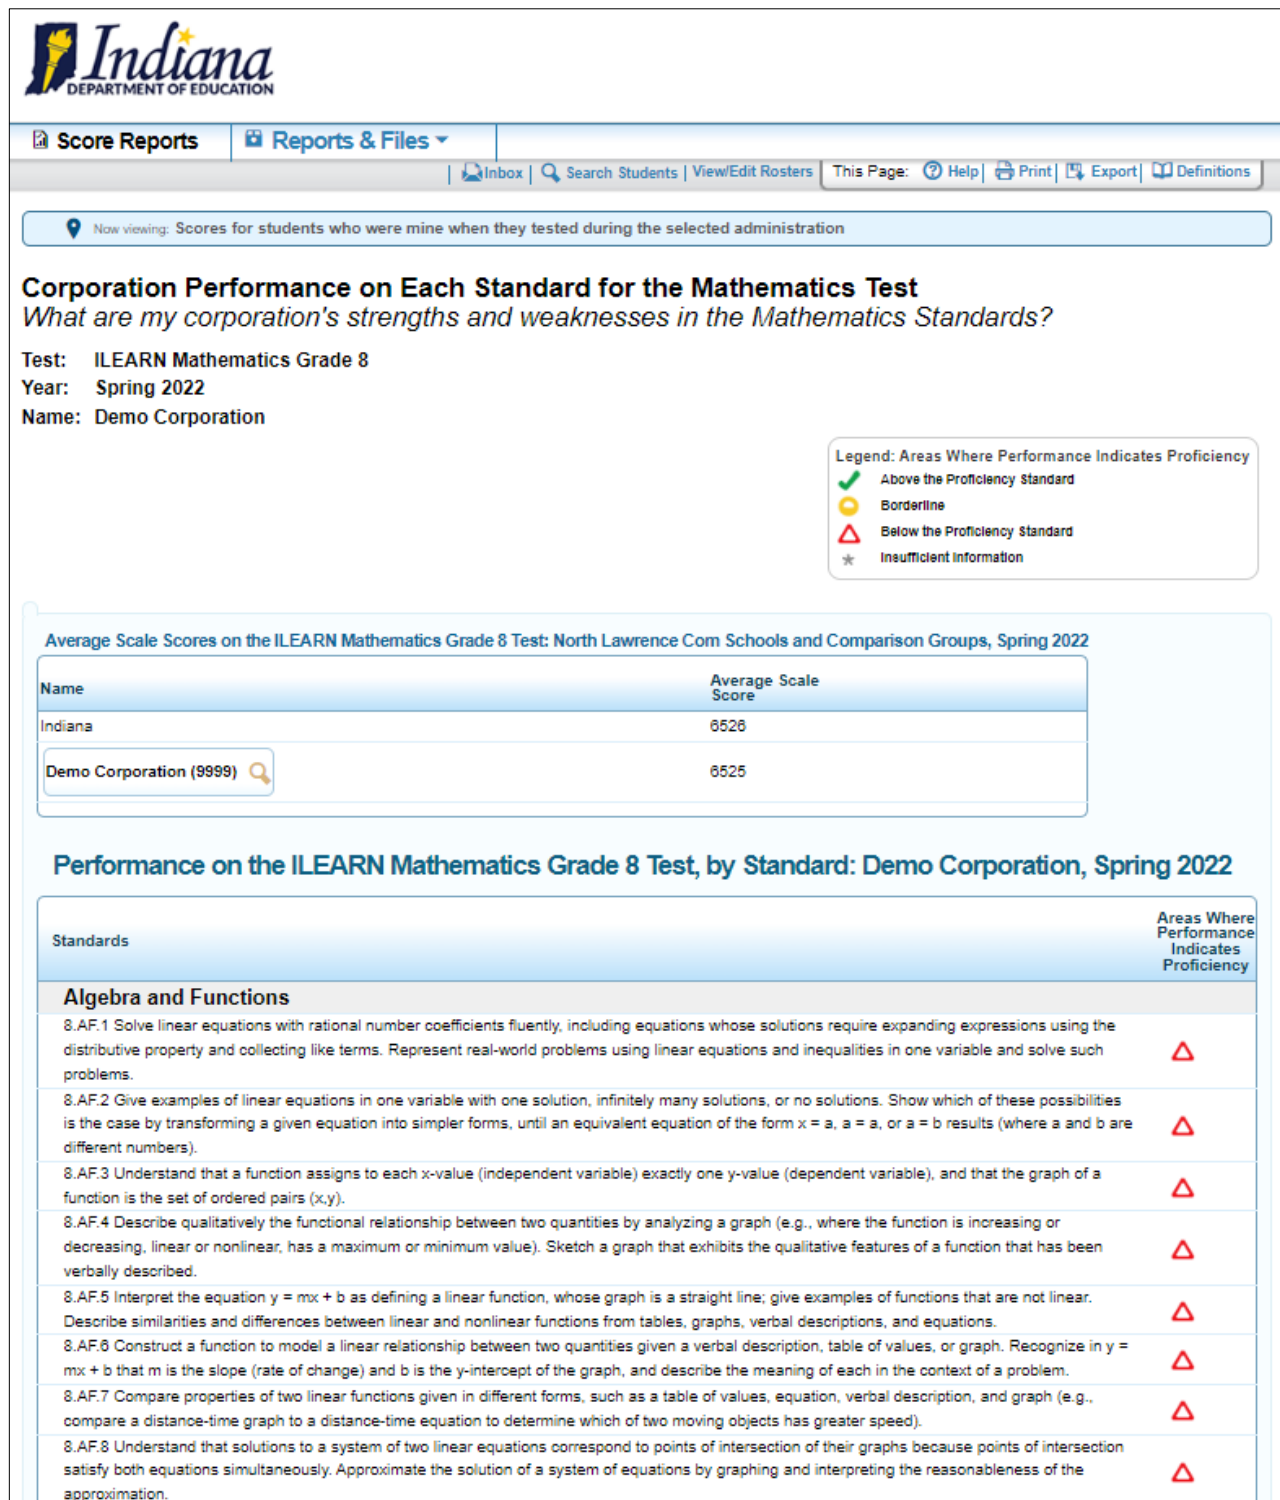 Indiana
DEPARTMENT OF EDUCATION
Score Reports
Reports & Files
Inbox | Search Students | View/Edit Rosters
This Page: Help | Print | Export | Definitions
Now viewing: Scores for students who were mine when they tested during the selected administration
Corporation Performance on Each Standard for the Mathematics Test
What are my corporation's strengths and weaknesses in the Mathematics Standards?
Test: ILEARN Mathematics Grade 8
Year: Spring 2022
Name: Demo Corporation
Legend: Areas Where Performance Indicates Proficiency
Above the Proficiency Standard
Borderline
Below the Proficiency Standard
Insufficient Information
Average Scale Scores on the ILEARN Mathematics Grade 8 Test: North Lawrence Com Schools and Comparison Groups, Spring 2022
Name
Average Scale
Score
Indiana 6526
Demo Corporation (9999) 6525
Performance on the ILEARN Mathematics Grade 8 Test, by Standard: Demo Corporation, Spring 2022
Standards
Areas Where
Performance
Indicates
Proficiency
Algebra and Functions
8.AF.1 Solve linear equations with rational number coefficients fluently, including equations whose solutions require expanding expressions using the
distributive property and collecting like terms. Represent real-world problems using linear equations and inequalities in one variable and solve such
problems.
8.AF.2 Give examples of linear equations in one variable with one solution, infinitely many solutions, or no solutions. Show which of these possibilities
is the case by transforming a given equation into simpler forms, until an equivalent equation of the form x = a, a = a, or a = b results (where a and b are
different numbers).
8.AF.3 Understand that a function assigns to each x-value (independent variable) exactly one y-value (dependent variable), and that the graph of a
function is the set of ordered pairs (x,y).
8.AF.4 Describe qualitatively the functional relationship between two quantities by analyzing a graph (e.g., where the function is increasing or
decreasing, linear or nonlinear, has a maximum or minimum value). Sketch a graph that exhibits the qualitative features of a function that has been
verbally described.
8.AF.5 Interpret the equation y = mx + b as defining a linear function, whose graph is a straight line; give examples of functions that are not linear.
Describe similarities and differences between linear and nonlinear functions from tables, graphs, verbal descriptions, and equations.
8.AF.6 Construct a function to model a linear relationship between two quantities given a verbal description, table of values, or graph. Recognize in y =
mx + b that m is the slope (rate of change) and b is the y-intercept of the graph, and describe the meaning of each in the context of a problem.
8.AF.7 Compare properties of two linear functions given in different forms, such as a table of values, equation, verbal description, and graph (e.g.,
compare a distance-time graph to a distance-time equation to determine which of two moving objects has greater speed).
8.AF.8 Understand that solutions to a system of two linear equations correspond to points of intersection of their graphs because points of intersection
satisfy both equations simultaneously. Approximate the solution of a system of equations by graphing and interpreting the reasonableness of the
approximation.